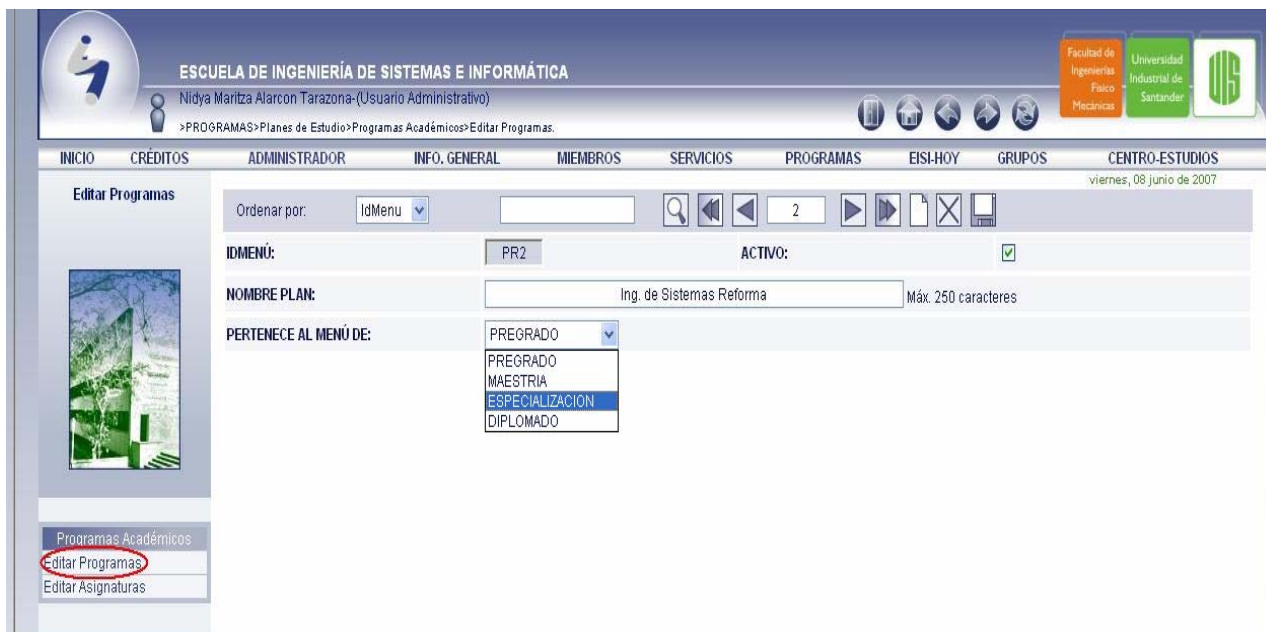 ESCUELA DE INGENIERÍA DE SISTEMAS E INFORMÁTICA
Nidya Maritza Alarcon Tarazona-(Usuario Administrativo)
>PROGRAMAS>Planes de Estudio>Programas Académicos>Editar Programas.
Facultad de
Ingenierías
Físico
Mecánicas
Universidad
Industrial de
Santander
INICIO CRÉDITOS ADMINISTRADOR INFO. GENERAL MIEMBROS SERVICIOS PROGRAMAS EISI-HOY GRUPOS CENTRO-ESTUDIOS
viernes, 08 junio de 2007
Editar Programas
Ordenar por: IdMenu 2
IDMENÚ: PR2 ACTIVO:
NOMBRE PLAN: Ing. de Sistemas Reforma Máx. 250 caracteres
PERTENECE AL MENÚ DE: PREGRADO
PREGRADO
MAESTRIA
ESPECIALIZACION
DIPLOMADO
Programas Académicos
Editar Programas
Editar Asignaturas